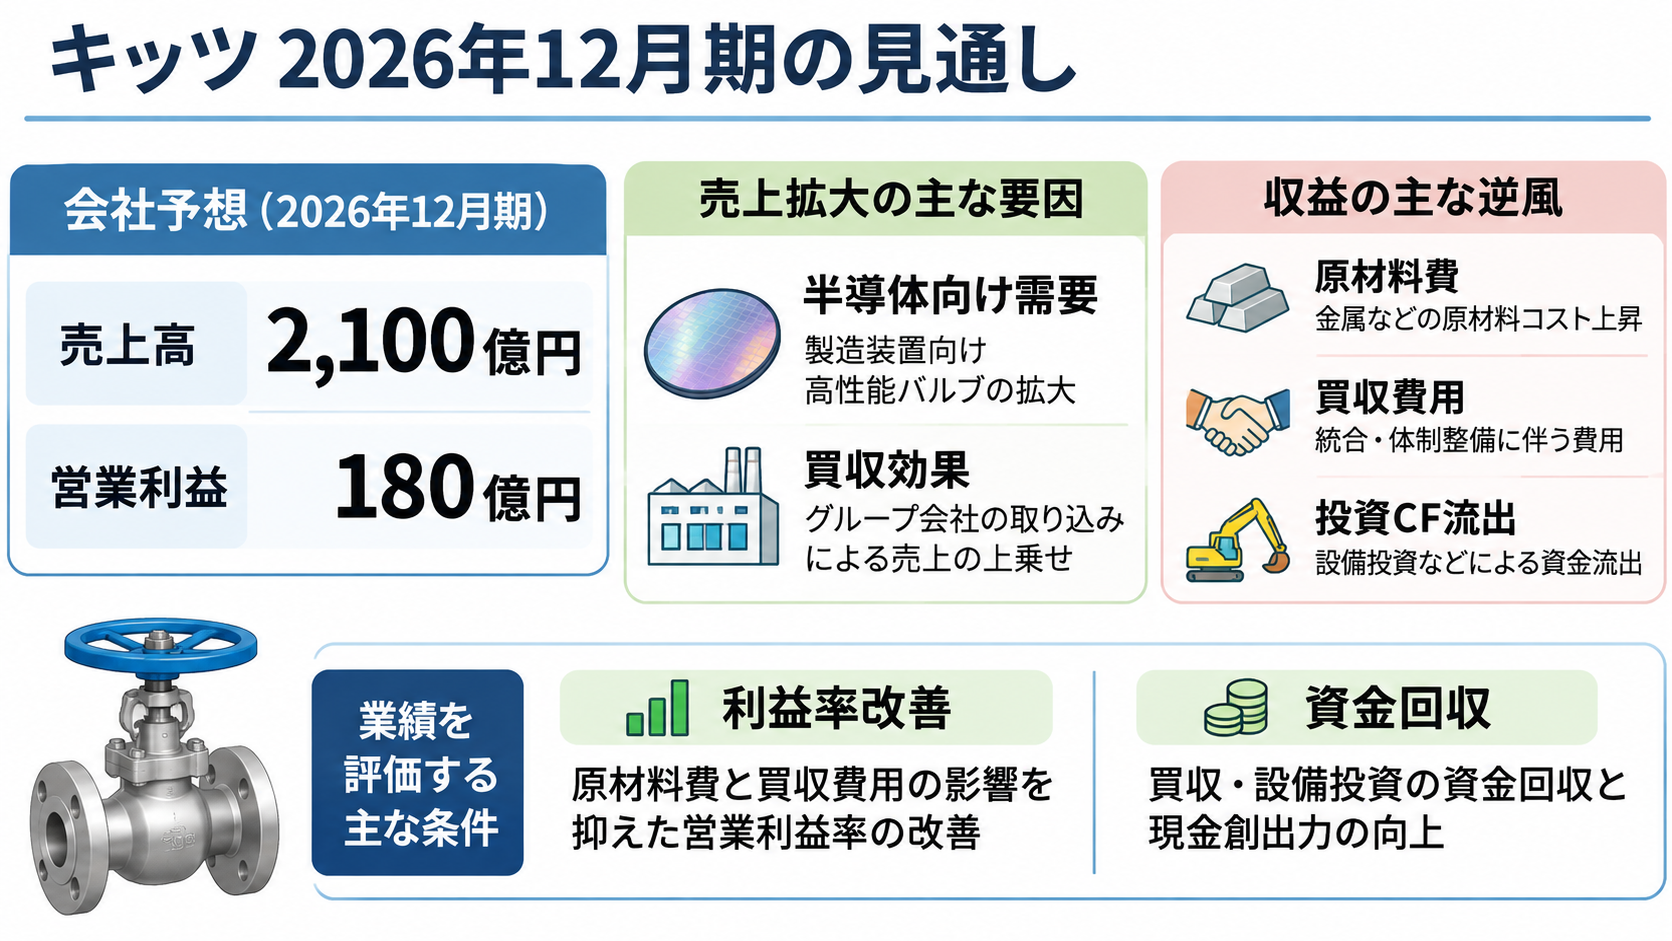 キッツ 2026年12月期の見通し
会社予想（2026年12月期）
売上高
2,100億円
営業利益
180億円
売上拡大の主な要因
半導体向け需要
製造装置向け
高性能バルブの拡大
買収効果
グループ会社の取り込み
による売上の上乗せ
収益の主な逆風
原材料費
金属などの原材料コスト上昇
買収費用
統合・体制整備に伴う費用
投資CF流出
設備投資などによる資金流出
業績を
評価する
主な条件
利益率改善
原材料費と買収費用の影響を
抑えた営業利益率の改善
資金回収
買収・設備投資の資金回収と
現金創出力の向上